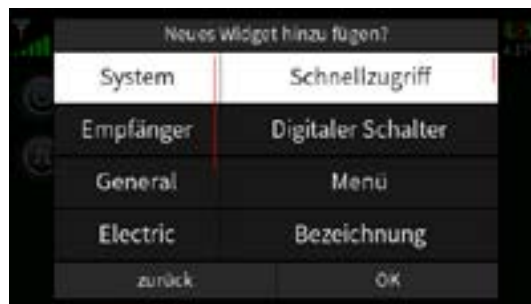 Neues Widget hinzu fügen?
System Schnellzugriff
Empfänger Digitaler Schalter
General Menü
Electric Bezeichnung
zurück OK